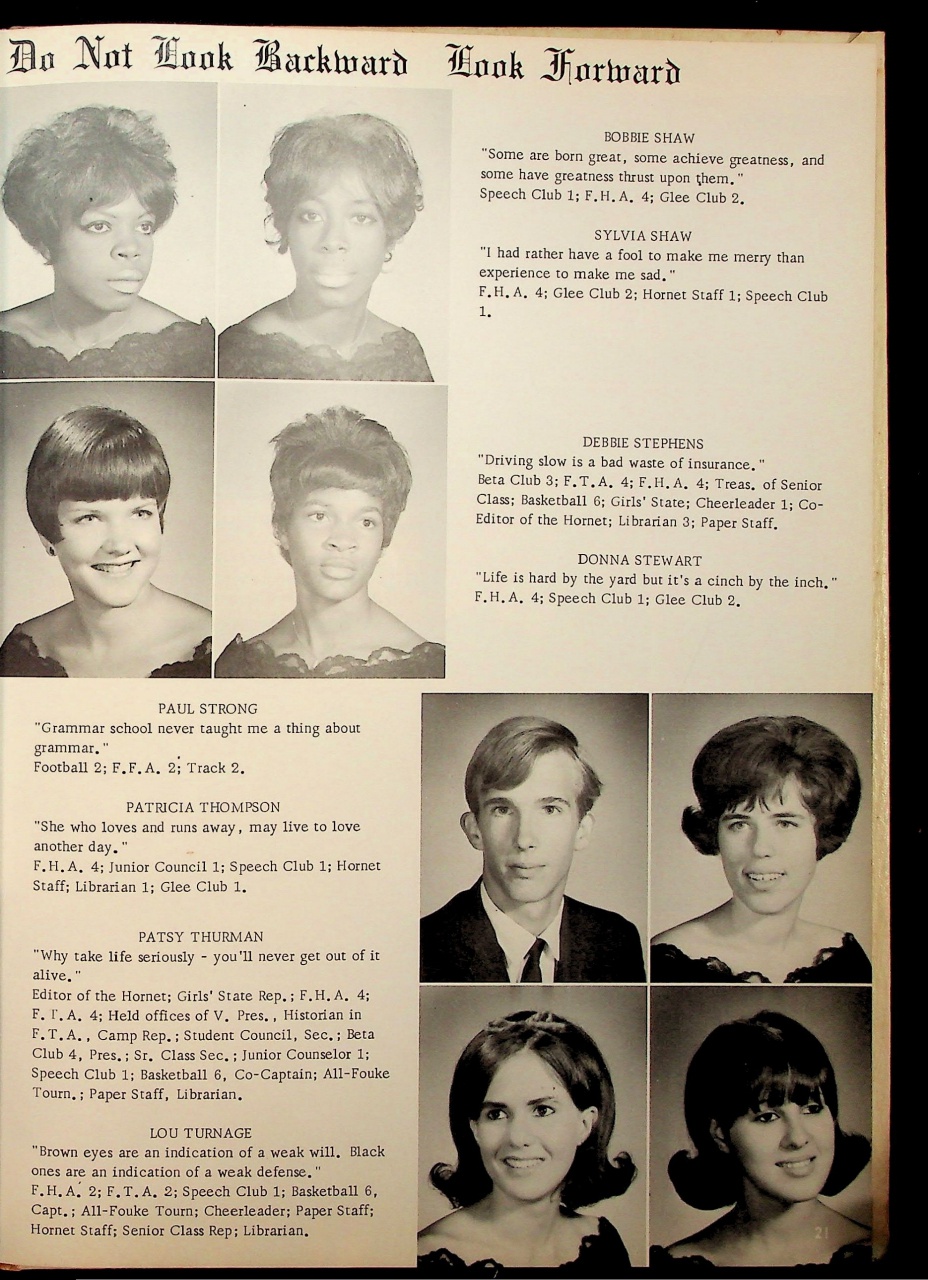 Do Not Look Backward Look Forward
BOBBIE SHAW
"Some are born great, some achieve greatness, and
some have greatness thrust upon them."
Speech Club 1; F.H.A. 4; Glee Club 2.
SYLVIA SHAW
"I had rather have a fool to make me merry than
experience to make me sad."
F.H.A. 4; Glee Club 2; Hornet Staff 1; Speech Club
1.
DEBBIE STEPHENS
"Driving slow is a bad waste of insurance."
Beta Club 3; F.T.A. 4; F.H.A. 4; Treas. of Senior
Class; Basketball 6; Girls' State; Cheerleader 1; Co-
Editor of the Hornet; Librarian 3; Paper Staff.
DONNA STEWART
"Life is hard by the yard but it's a cinch by the inch."
F.H.A. 4; Speech Club 1; Glee Club 2.
PAUL STRONG
"Grammar school never taught me a thing about
grammar."
Football 2; F.F.A. 2; Track 2.
PATRICIA THOMPSON
"She who loves and runs away, may live to love
another day."
F.H.A. 4; Junior Council 1; Speech Club 1; Hornet
Staff; Librarian 1; Glee Club 1.
PATSY THURMAN
"Why take life seriously - you'll never get out of it
alive."
Editor of the Hornet; Girls' State Rep.; F.H.A. 4;
F.T.A. 4; Held offices of V. Pres., Historian in
F.T.A., Camp Rep.; Student Council, Sec.; Beta
Club 4, Pres.; Sr. Class Sec.; Junior Counselor 1;
Speech Club 1; Basketball 6, Co-Captain; All-Fouke
Tourn.; Paper Staff, Librarian.
LOU TURNAGE
"Brown eyes are an indication of a weak will. Black
ones are an indication of a weak defense."
F.H.A. 2; F.T.A. 2; Speech Club 1; Basketball 6,
Capt.; All-Fouke Tourn; Cheerleader; Paper Staff;
Hornet Staff; Senior Class Rep; Librarian.
21